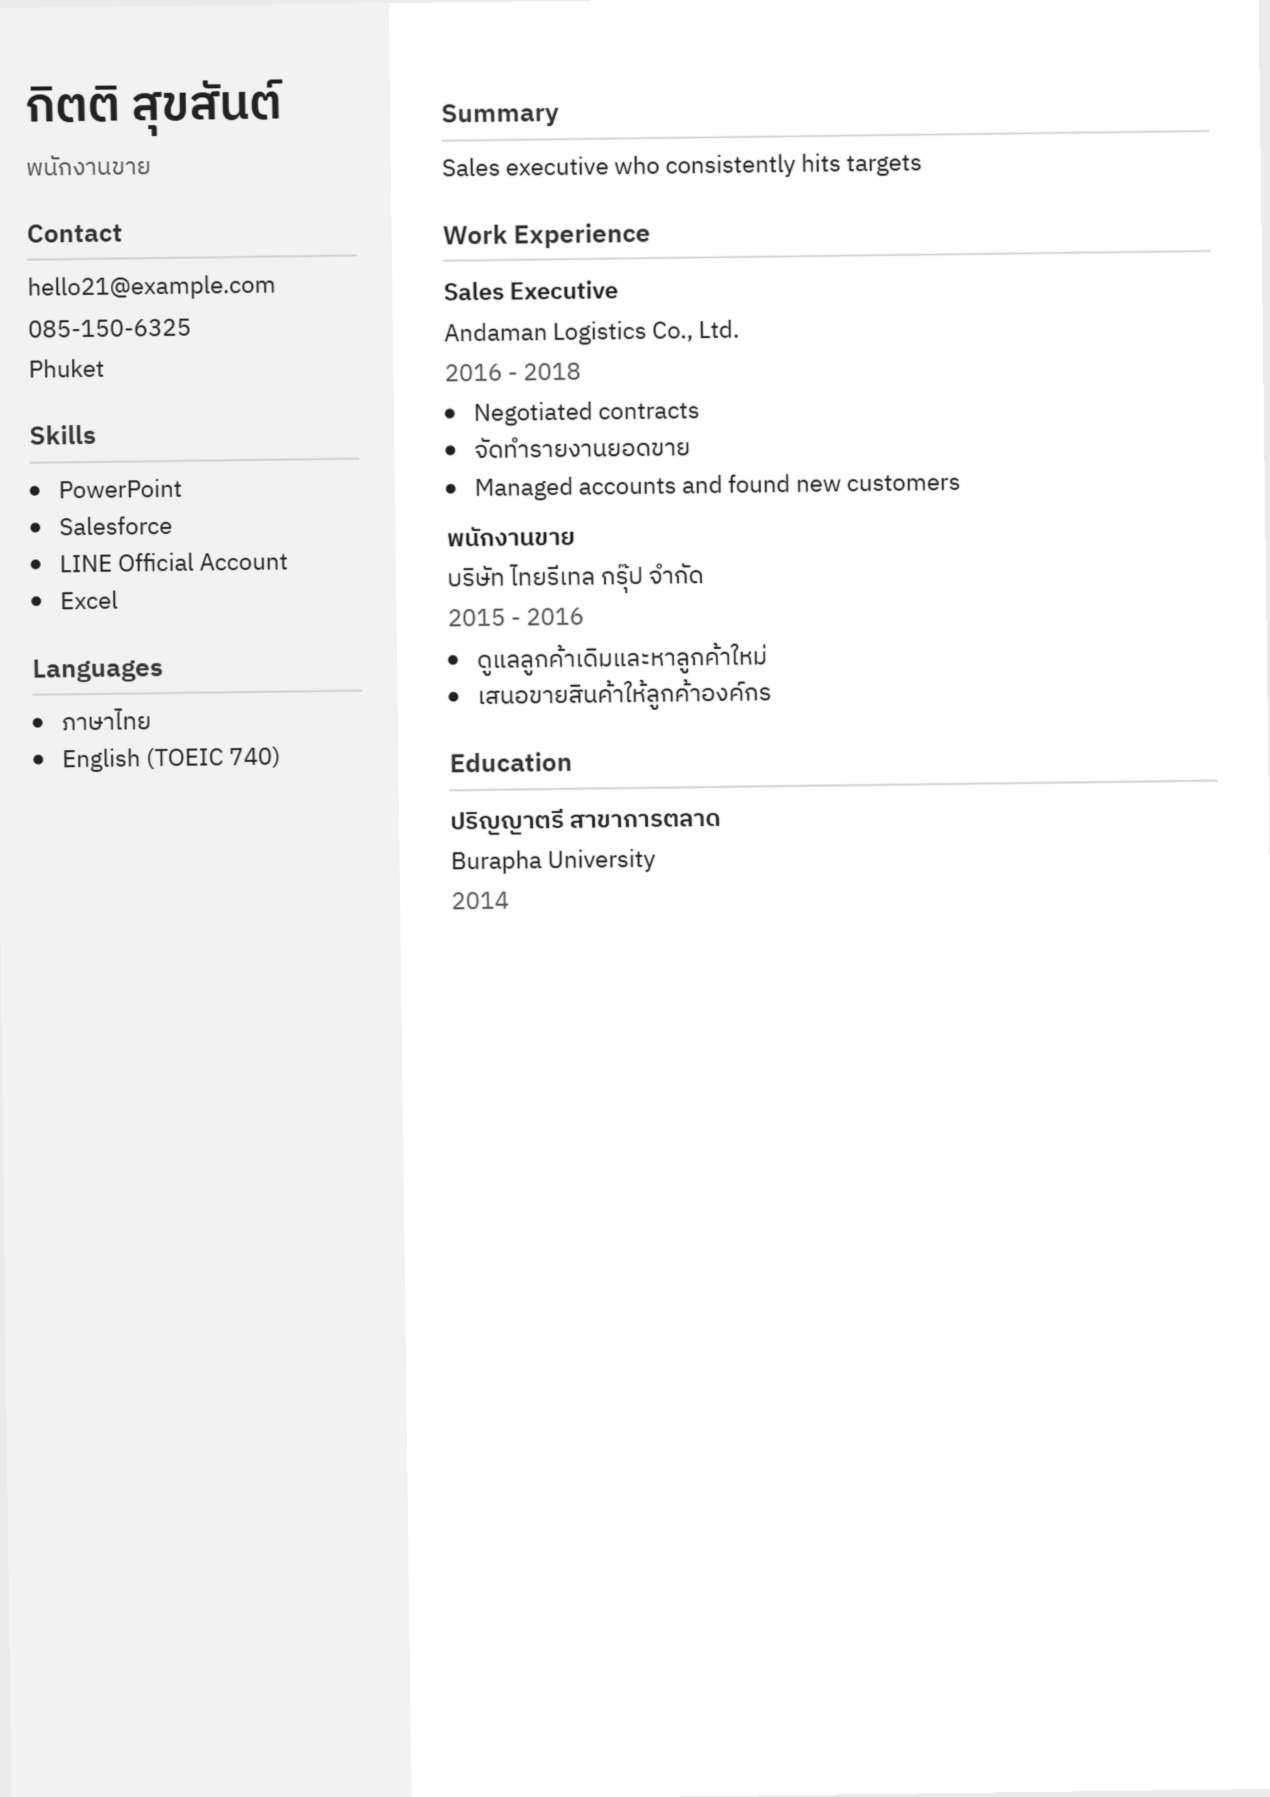 กิตติ สุขสันต์
พนักงานขาย
Contact
hello21@example.com
085-150-6325
Phuket
Skills
PowerPoint
Salesforce
LINE Official Account
Excel
Languages
ภาษาไทย
English (TOEIC 740)
Summary
Sales executive who consistently hits targets
Work Experience
Sales Executive
Andaman Logistics Co., Ltd.
2016 - 2018
Negotiated contracts
จัดทำรายงานยอดขาย
Managed accounts and found new customers
พนักงานขาย
บริษัท ไทยรีเทล กรุ๊ป จำกัด
2015 - 2016
ดูแลลูกค้าเดิมและหาลูกค้าใหม่
เสนอขายสินค้าให้ลูกค้าองค์กร
Education
ปริญญาตรี สาขาการตลาด
Burapha University
2014